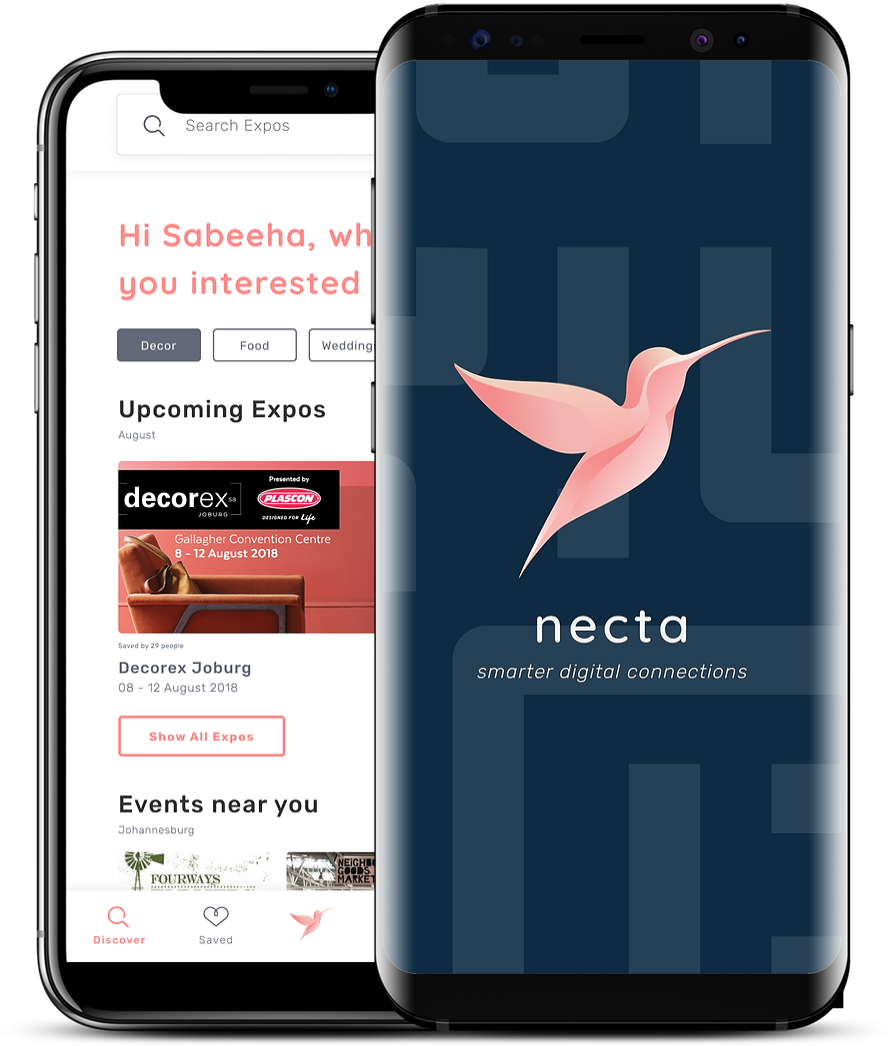 Search Expos
Hi Sabeeha, wh
you interested
Decor
Food
Weddings
Upcoming Expos
August
decorex sa
JOBURG
Presented by
PLASCON
DESIGNED FOR Life
Gallagher Convention Centre
8 - 12 August 2018
Saved by 29 people
Decorex Joburg
08 - 12 August 2018
Show All Expos
Events near you
Johannesburg
FOURWAYS
NEIGHBO
GOODS
MARKET
Discover
Saved
necta
smarter digital connections